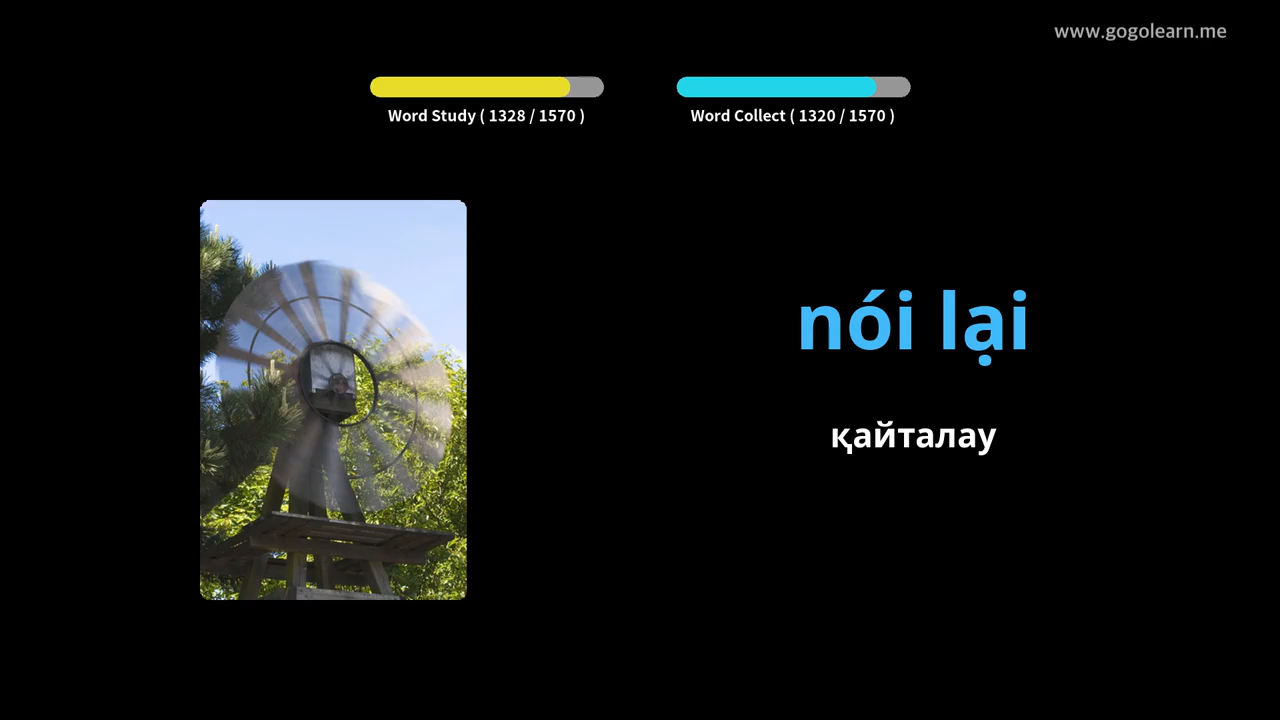 www.gogolearn.me
Word Study ( 1328 / 1570 )
Word Collect ( 1320 / 1570 )
nói lại
қайталау